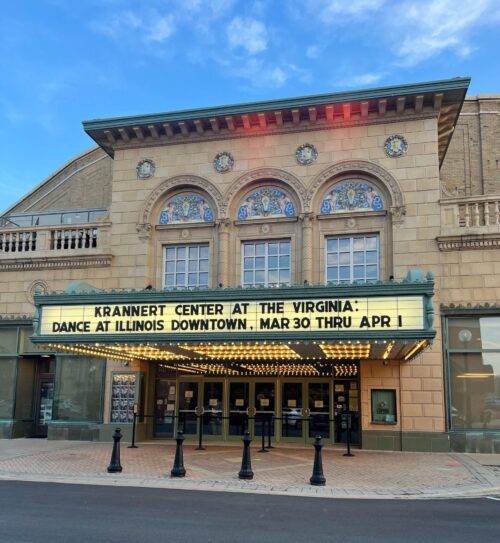 KRANNERT CENTER AT THE VIRGINIA:
DANCE AT ILLINOIS DOWNTOWN, MAR 30 THRU APR 1